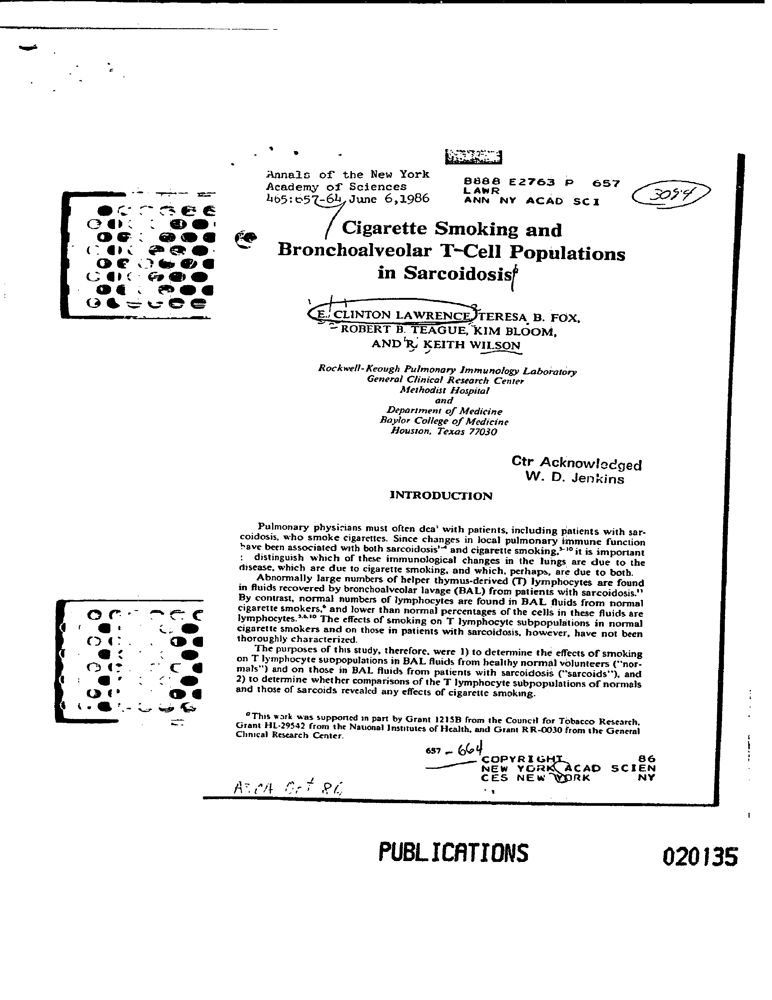 Annals of the New York
Academy of Sciences
465:657-64, June 6, 1986
B888 E2763 P 657
LAWR
ANN NY ACAD SCI
3094
Cigarette Smoking and
Bronchoalveolar T-Cell Populations
in Sarcoidosis
E. CLINTON LAWRENCE, TERESA B. FOX,
ROBERT B. TEAGUE, KIM BLOOM,
AND R. KEITH WILSON
Rockwell-Keough Pulmonary Immunology Laboratory
General Clinical Research Center
Methodist Hospital
and
Department of Medicine
Baylor College of Medicine
Houston, Texas 77030
Ctr Acknowledged
W. D. Jenkins
INTRODUCTION
Pulmonary physicians must often dea' with patients, including patients with sar-
coidosis, who smoke cigarettes. Since changes in local pulmonary immune function
have been associated with both sarcoidosis¹⁻⁴ and cigarette smoking,⁵⁻¹⁰ it is important
: distinguish which of these immunological changes in the lungs are due to the
disease, which are due to cigarette smoking, and which, perhaps, are due to both.
Abnormally large numbers of helper thymus-derived (T) lymphocytes are found
in fluids recovered by bronchoalveolar lavage (BAL) from patients with sarcoidosis.¹¹
By contrast, normal numbers of lymphocytes are found in BAL fluids from normal
cigarette smokers, and lower than normal percentages of the cells in these fluids are
lymphocytes. The effects of smoking on T lymphocyte subpopulations in normal
cigarette smokers and on those in patients with sarcoidosis, however, have not been
thoroughly characterized.
The purposes of this study, therefore, were 1) to determine the effects of smoking
on T lymphocyte subpopulations in BAL fluids from healthy normal volunteers ("nor-
mals") and on those in BAL fluids from patients with sarcoidosis ("sarcoids"), and
2) to determine whether comparisons of the T lymphocyte subpopulations of normals
and those of sarcoids revealed any effects of cigarette smoking.
ᵃ This work was supported in part by Grant 1215B from the Council for Tobacco Research,
Grant HL-29542 from the National Institutes of Health, and Grant RR-0030 from the General
Clinical Research Center.
657 - 664
COPYRIGHT 86
NEW YORK ACAD SCIEN
CES NEW YORK NY
Oct 86
PUBLICATIONS
020135